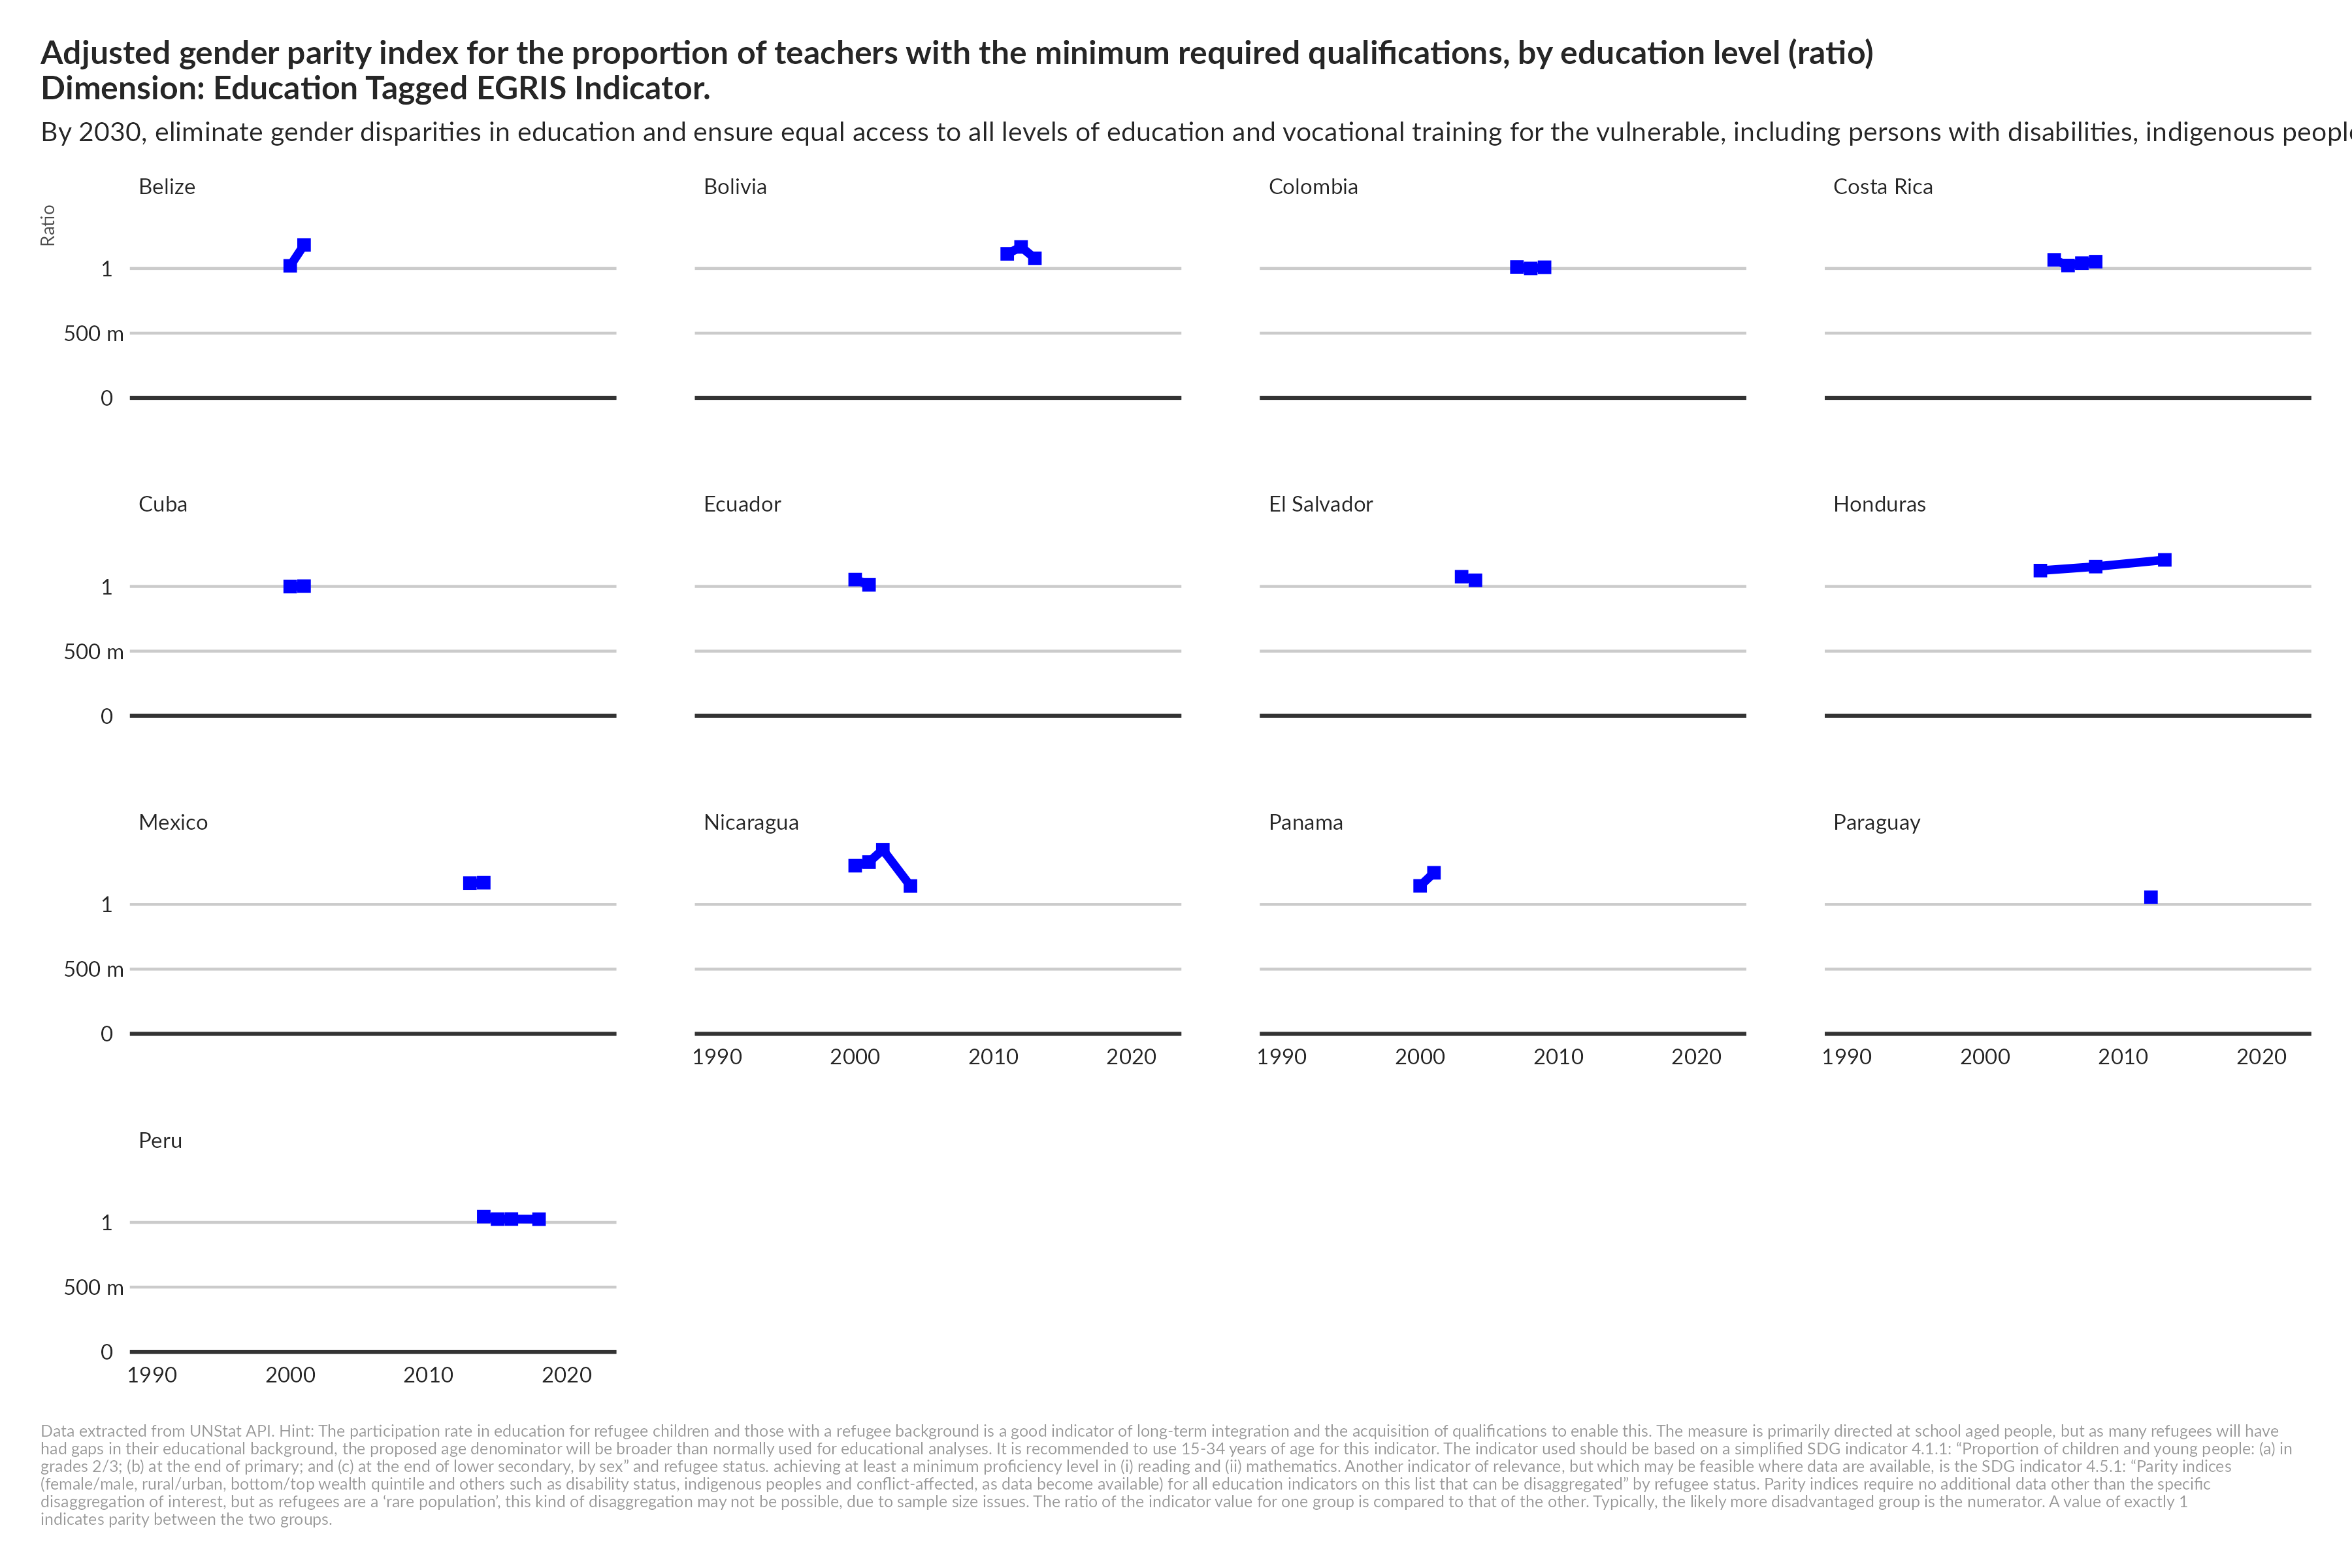 Adjusted gender parity index for the proportion of teachers with the minimum required qualifications, by education level (ratio)
Dimension: Education Tagged EGRIS Indicator.
By 2030, eliminate gender disparities in education and ensure equal access to all levels of education and vocational training for the vulnerable, including persons with disabilities, indigenous
Belize
Bolivia
Colombia
Costa Rica
Ratio
1
500 m
0
Cuba
Ecuador
El Salvador
Honduras
1
500 m
0
Mexico
Nicaragua
Panama
Paraguay
1
500 m
0
1990 2000 2010 2020
1990 2000 2010 2020
1990 2000 2010 2020
Peru
1
500 m
0
1990 2000 2010 2020
Data extracted from UNStat API. Hint: The participation rate in education for refugee children and those with a refugee background is a good indicator of long-term integration and the acquisition of qualifications to enable this. The measure is primarily directed at school aged people, but as many refugees will have
had gaps in their educational background, the proposed age denominator will be broader than normally used for educational analyses. It is recommended to use 15-34 years of age for this indicator. The indicator used should be based on a simplified SDG indicator 4.1.1: “Proportion of children and young people: (a) in
grades 2/3; (b) at the end of primary; and (c) at the end of lower secondary, by sex” and refugee status. achieving at least a minimum proficiency level in (i) reading and (ii) mathematics. Another indicator of relevance, but which may be feasible where data are available, is the SDG indicator 4.5.1: “Parity indices
(female/male, rural/urban, bottom/top wealth quintile and others such as disability status, indigenous peoples and conflict-affected, as data become available) for all education indicators on this list that can be disaggregated” by refugee status. Parity indices require no additional data other than the specific
disaggregation of interest, but as refugees are a ‘rare population’, this kind of disaggregation may not be possible, due to sample size issues. The ratio of the indicator value for one group is compared to that of the other. Typically, the likely more disadvantaged group is the numerator. A value of exactly 1
indicates parity between the two groups.